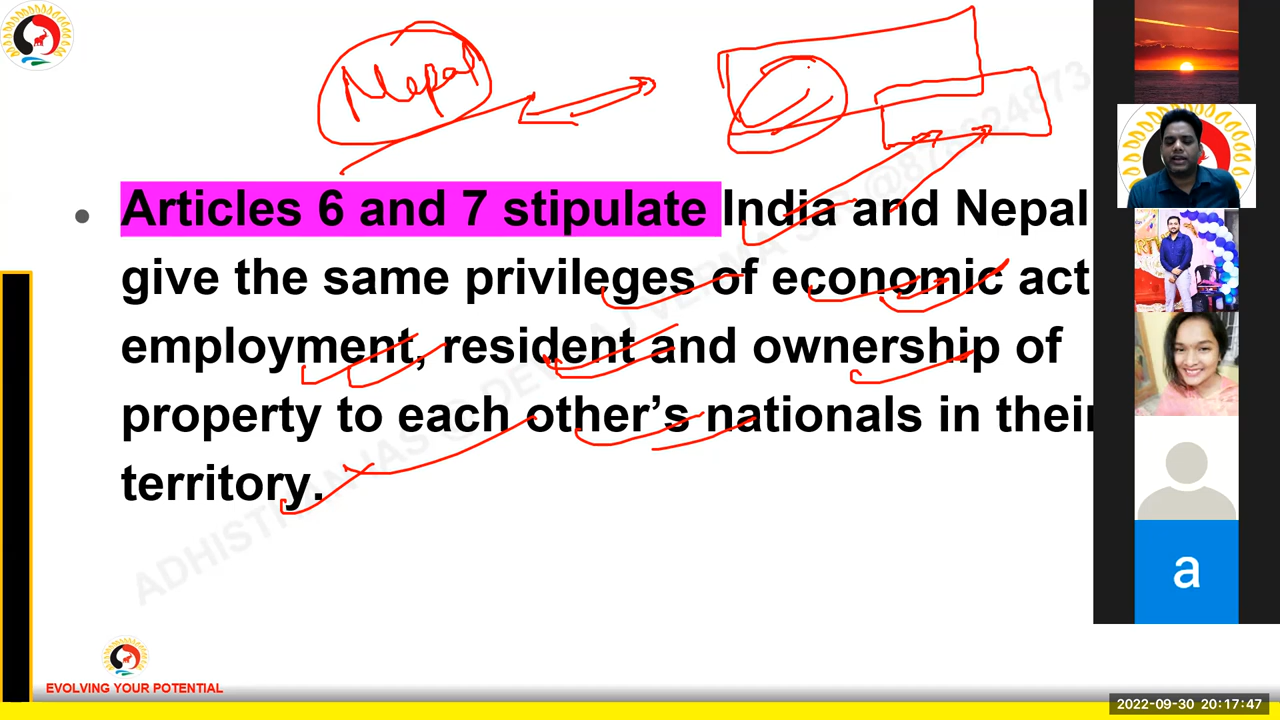 Nepal
Articles 6 and 7 stipulate India and Nepal
give the same privileges of economic act
employment, resident and ownership of
property to each other’s nationals in their
territory.
a
EVOLVING YOUR POTENTIAL
2022-09-30 20:17:47